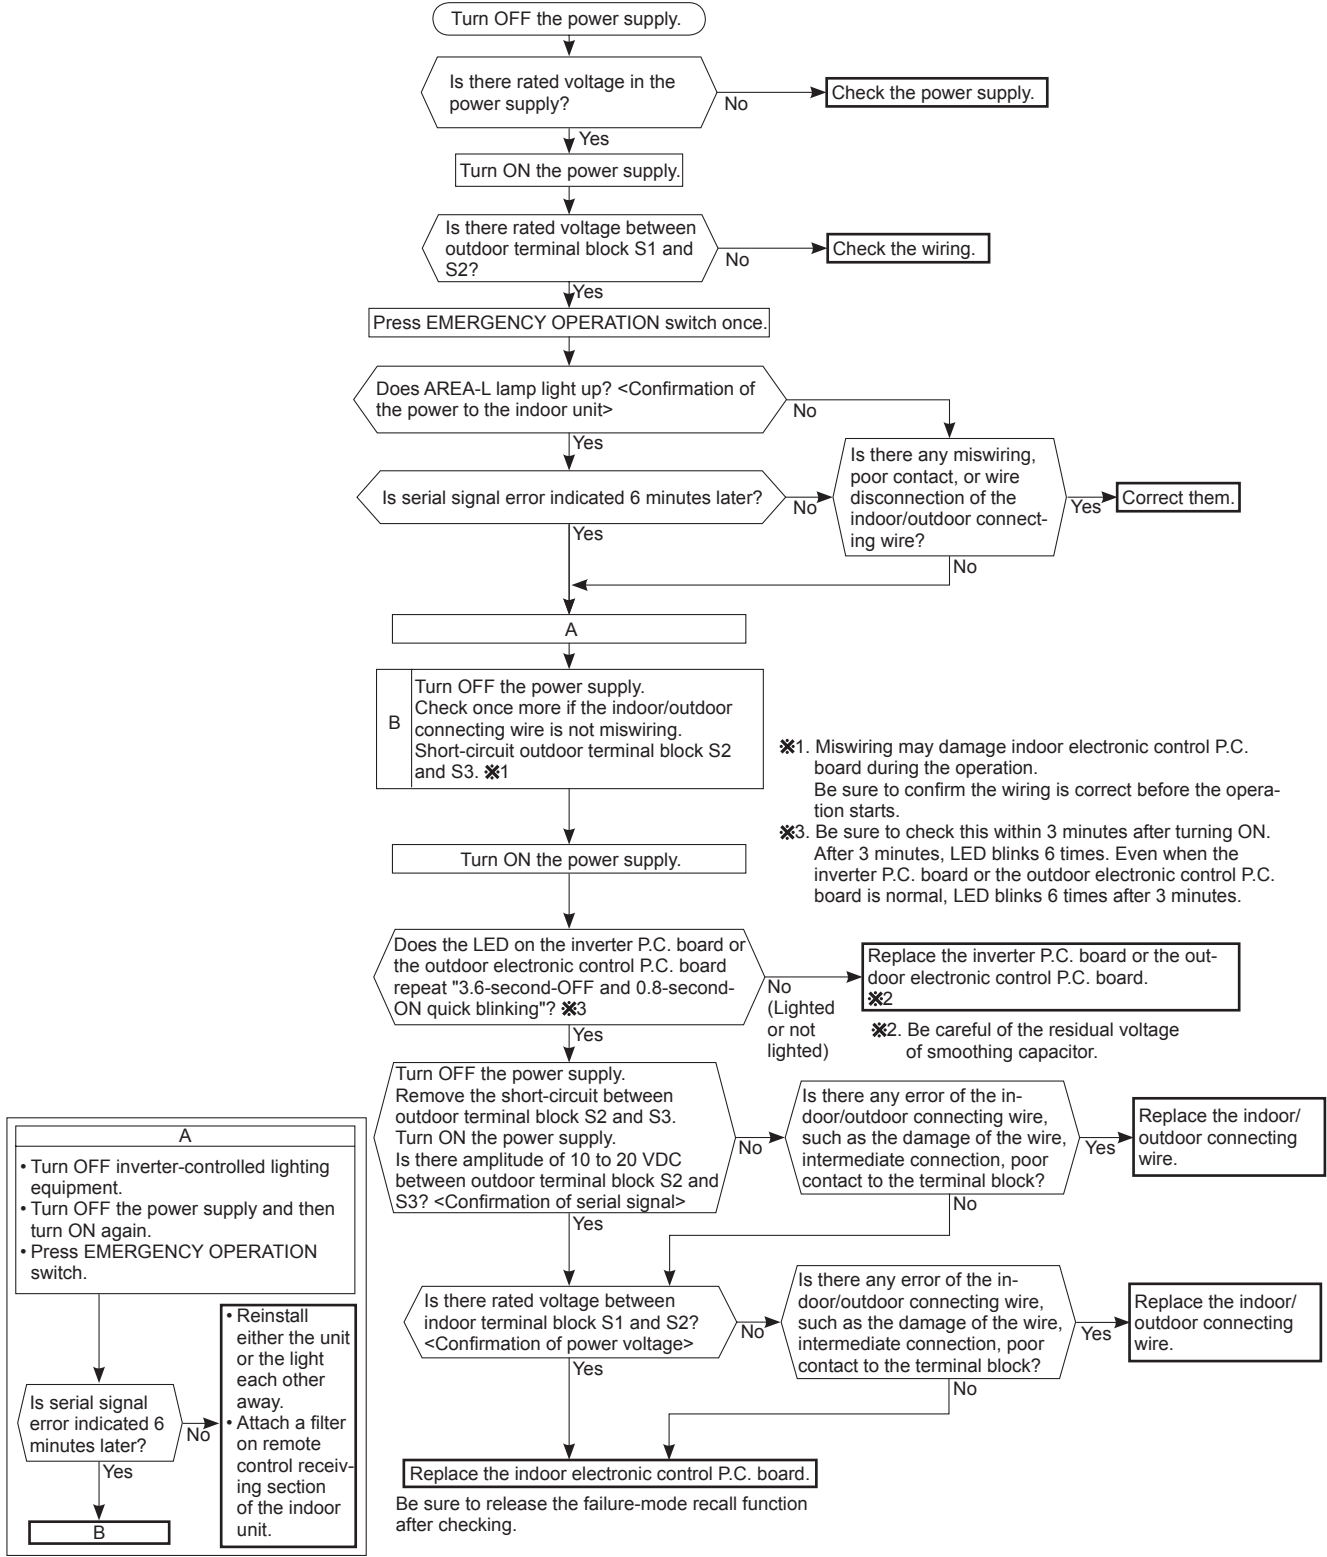 Turn OFF the power supply.
Is there rated voltage in the
power supply?
No
Check the power supply.
Yes
Turn ON the power supply.
Is there rated voltage between
outdoor terminal block S1 and
S2?
No
Check the wiring.
Yes
Press EMERGENCY OPERATION switch once.
Does AREA-L lamp light up? <Confirmation of
the power to the indoor unit>
No
Yes
Is serial signal error indicated 6 minutes later?
No
Is there any miswiring,
poor contact, or wire
disconnection of the
indoor/outdoor connect-
ing wire?
Yes
Correct them.
Yes
No
A
B
Turn OFF the power supply.
Check once more if the indoor/outdoor
connecting wire is not miswiring.
Short-circuit outdoor terminal block S2
and S3. ※1
※1. Miswiring may damage indoor electronic control P.C.
board during the operation.
Be sure to confirm the wiring is correct before the opera-
tion starts.
※3. Be sure to check this within 3 minutes after turning ON.
After 3 minutes, LED blinks 6 times. Even when the
inverter P.C. board or the outdoor electronic control P.C.
board is normal, LED blinks 6 times after 3 minutes.
Turn ON the power supply.
Does the LED on the inverter P.C. board or
the outdoor electronic control P.C. board
repeat "3.6-second-OFF and 0.8-second-
ON quick blinking"? ※3
No
(Lighted
or not
lighted)
Replace the inverter P.C. board or the out-
door electronic control P.C. board.
※2
※2. Be careful of the residual voltage
of smoothing capacitor.
Yes
Turn OFF the power supply.
Remove the short-circuit between
outdoor terminal block S2 and S3.
Turn ON the power supply.
Is there amplitude of 10 to 20 VDC
between outdoor terminal block S2 and
S3? <Confirmation of serial signal>
No
Is there any error of the in-
door/outdoor connecting wire,
such as the damage of the wire,
intermediate connection, poor
contact to the terminal block?
Yes
Replace the indoor/
outdoor connecting
wire.
Yes
No
Is there rated voltage between
indoor terminal block S1 and S2?
<Confirmation of power voltage>
No
Is there any error of the in-
door/outdoor connecting wire,
such as the damage of the wire,
intermediate connection, poor
contact to the terminal block?
Yes
Replace the indoor/
outdoor connecting
wire.
Yes
No
Replace the indoor electronic control P.C. board.
Be sure to release the failure-mode recall function
after checking.
A
• Turn OFF inverter-controlled lighting
equipment.
• Turn OFF the power supply and then
turn ON again.
• Press EMERGENCY OPERATION
switch.
Is serial signal
error indicated 6
minutes later?
No
• Reinstall
either the unit
or the light
each other
away.
• Attach a filter
on remote
control receiv-
ing section
of the indoor
unit.
Yes
B